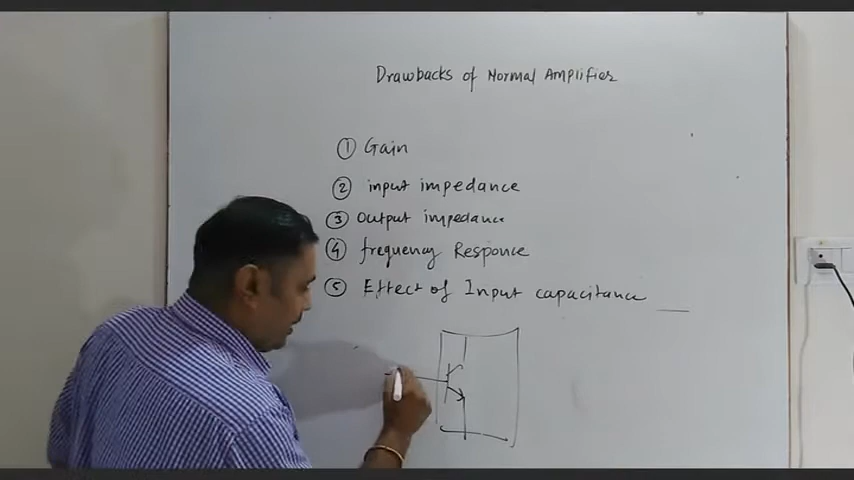 Drawbacks of Normal Amplifier
① Gain
② input impedance
③ Output impedance
④ frequency Responce
⑤ Effect of Input capacitance